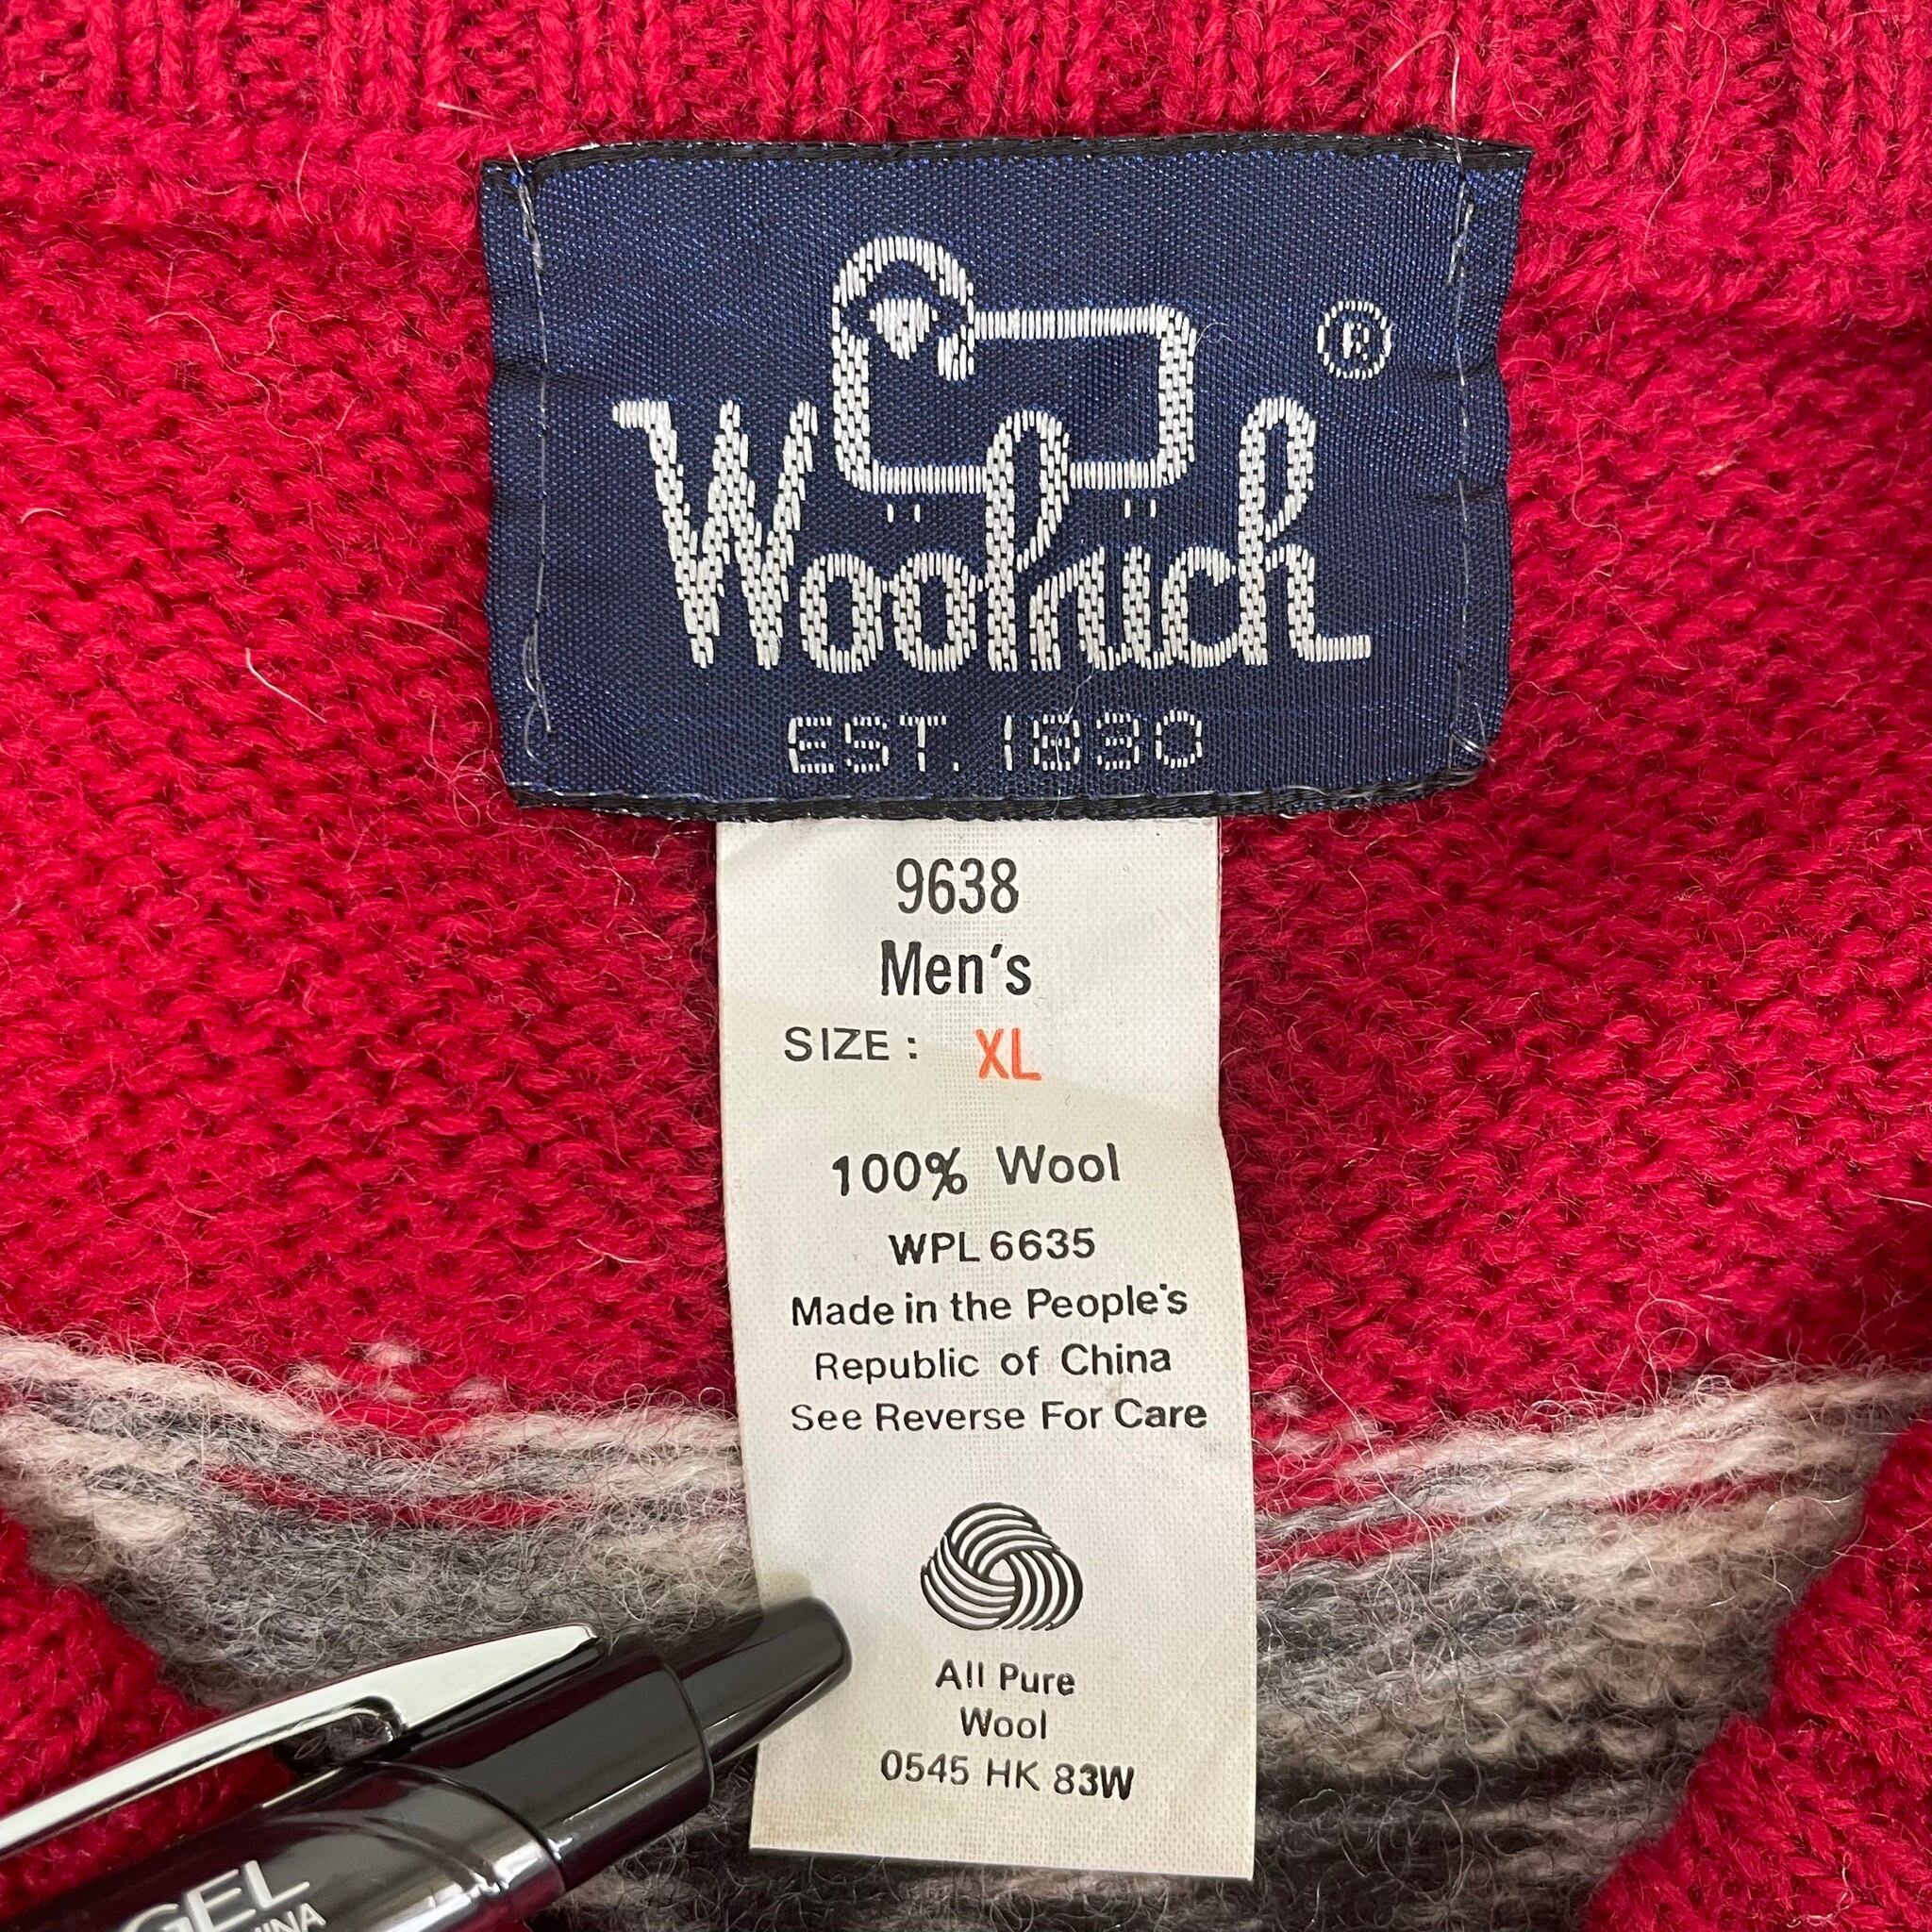 ®
Woolrich
EST. 1830
9638
Men's
SIZE : XL
100% Wool
WPL 6635
Made in the People's
Republic of China
See Reverse For Care
All Pure
Wool
0545 HK 83W
GEL